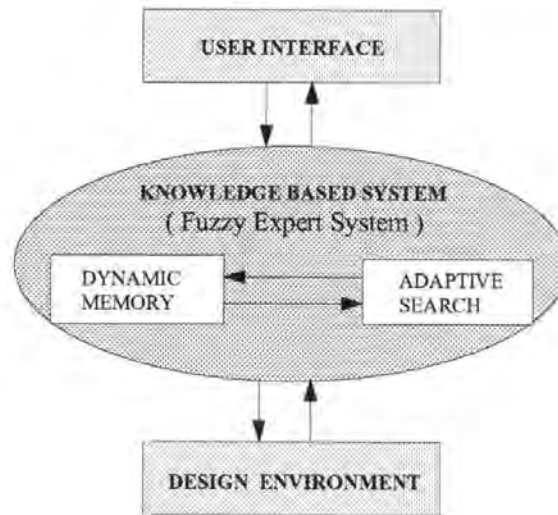 USER INTERFACE
KNOWLEDGE BASED SYSTEM
( Fuzzy Expert System )
DYNAMIC
MEMORY
ADAPTIVE
SEARCH
DESIGN ENVIRONMENT